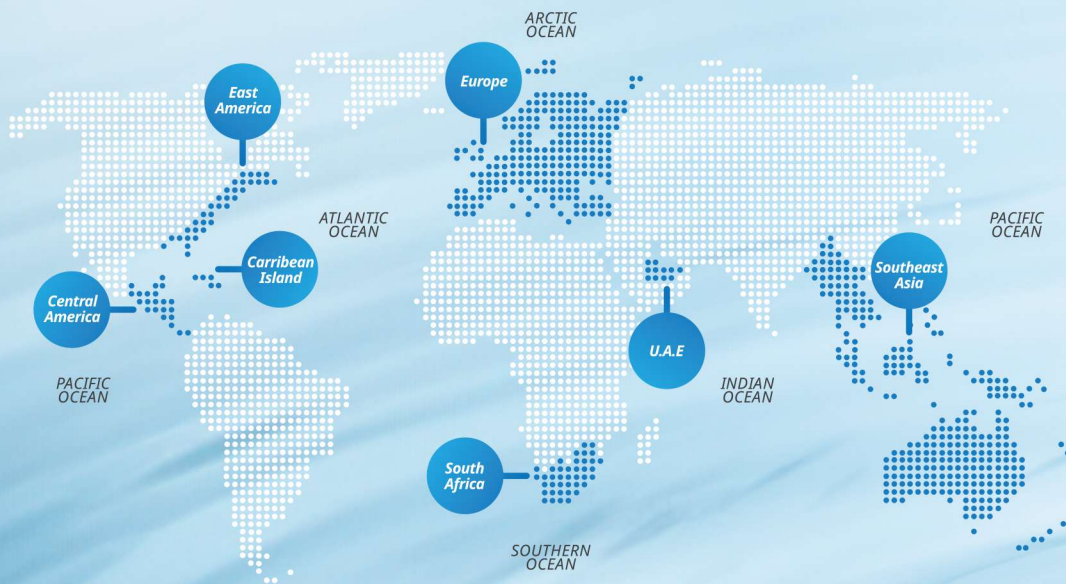 ARCTIC
OCEAN
Europe
East
America
ATLANTIC
OCEAN
PACIFIC
OCEAN
Carribean
Island
Southeast
Asia
Central
America
U.A.E
PACIFIC
OCEAN
INDIAN
OCEAN
South
Africa
SOUTHERN
OCEAN